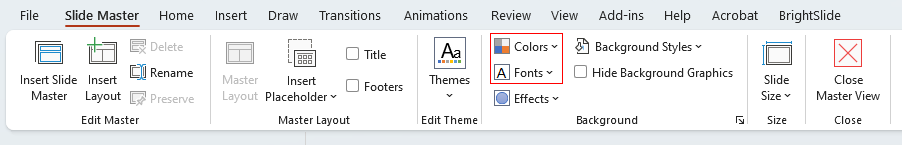 File Slide Master Home Insert Draw Transitions Animations Review View Add-ins Help Acrobat BrightSlide
Insert Slide Master
Insert Layout
Delete
Rename
Preserve
Edit Master
Master Layout
Insert Placeholder
Title
Footers
Master Layout
Aa
Themes
Edit Theme
Colors
A Fonts
Effects
Background Styles
Hide Background Graphics
Background
Slide Size
Size
Close Master View
Close